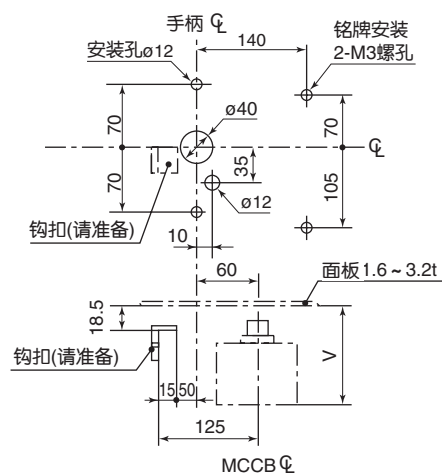 手柄 ℄
安装孔ø12
140
铭牌安装
2-M3螺孔
ø40
70
70
℄
35
70
105
ø12
钩扣(请准备)
10
60
面板1.6~3.2t
18.5
V
钩扣(请准备)
15
50
125
MCCB ℄